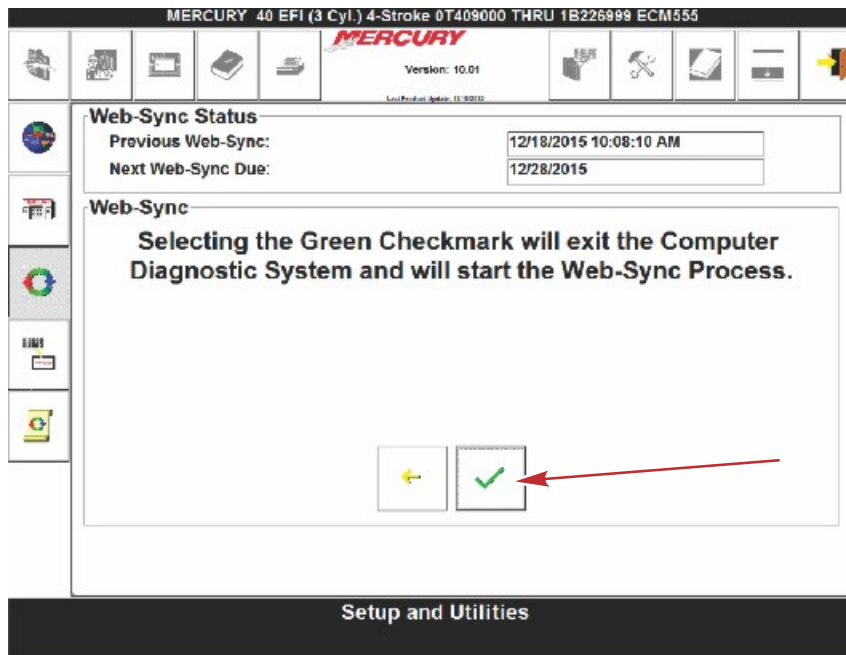 MERCURY 40 EFI (3 Cyl.) 4-Stroke 0T409000 THRU 1B226999 ECM555
MERCURY
Version: 10.01
Last Product Update:
Web-Sync Status
Previous Web-Sync: 12/18/2015 10:08:10 AM
Next Web-Sync Due: 12/28/2015
Web-Sync
Selecting the Green Checkmark will exit the Computer
Diagnostic System and will start the Web-Sync Process.
Setup and Utilities